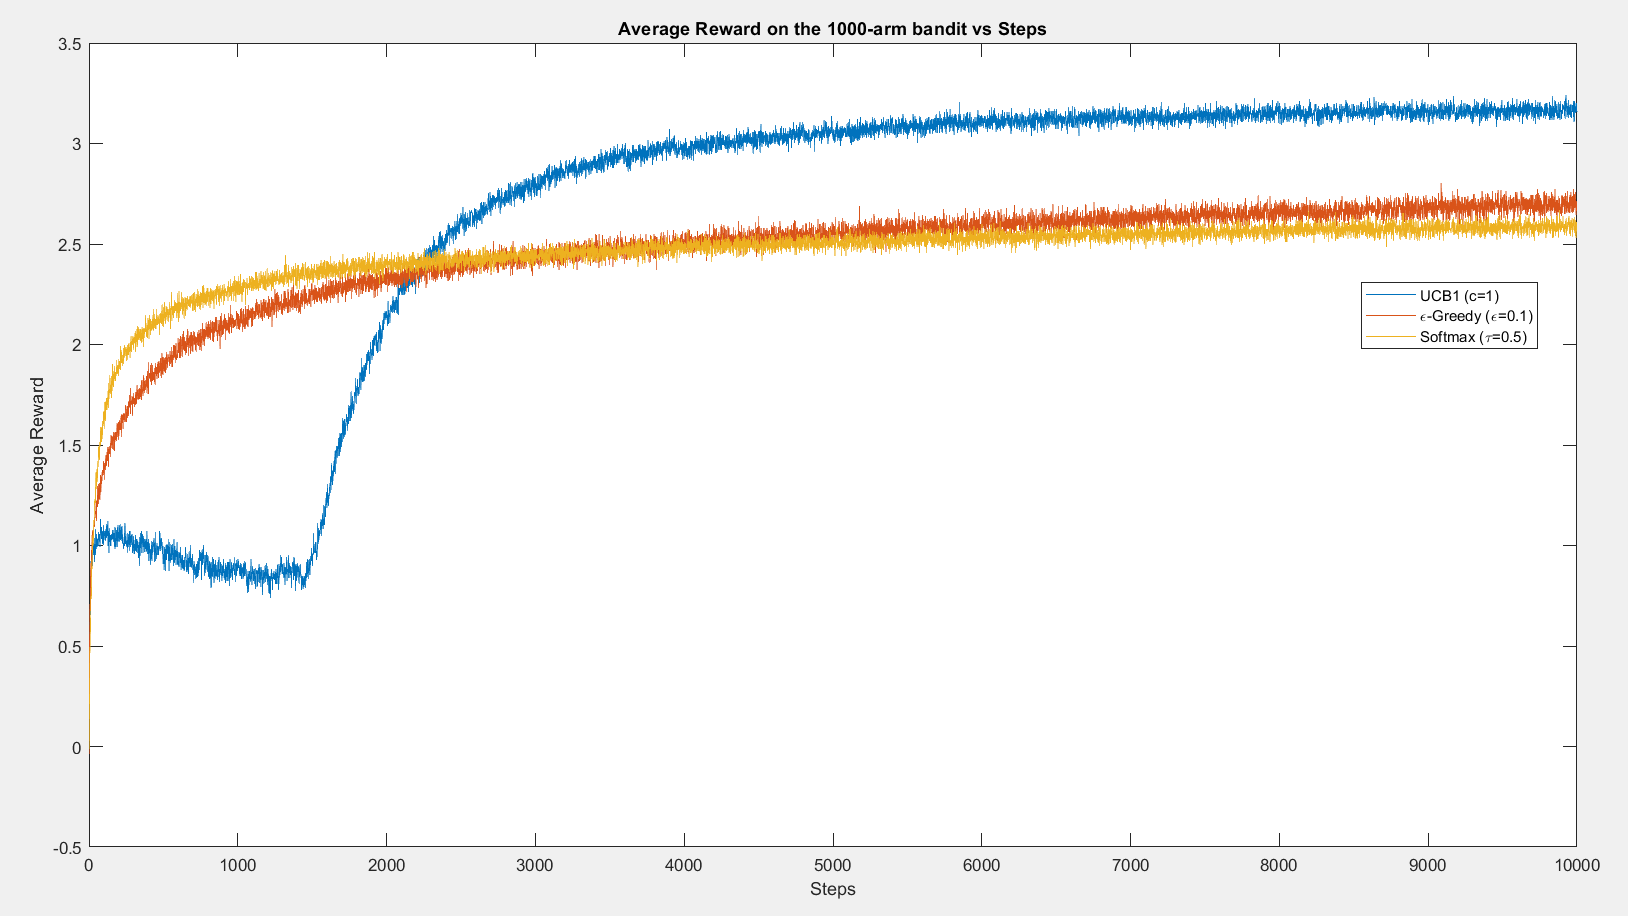 Average Reward on the 1000-arm bandit vs Steps
3.5
3
2.5
2
1.5
1
0.5
0
-0.5
Average Reward
UCB1 (c=1)
ϵ-Greedy (ϵ=0.1)
Softmax (τ=0.5)
0 1000 2000 3000 4000 5000 6000 7000 8000 9000 10000
Steps